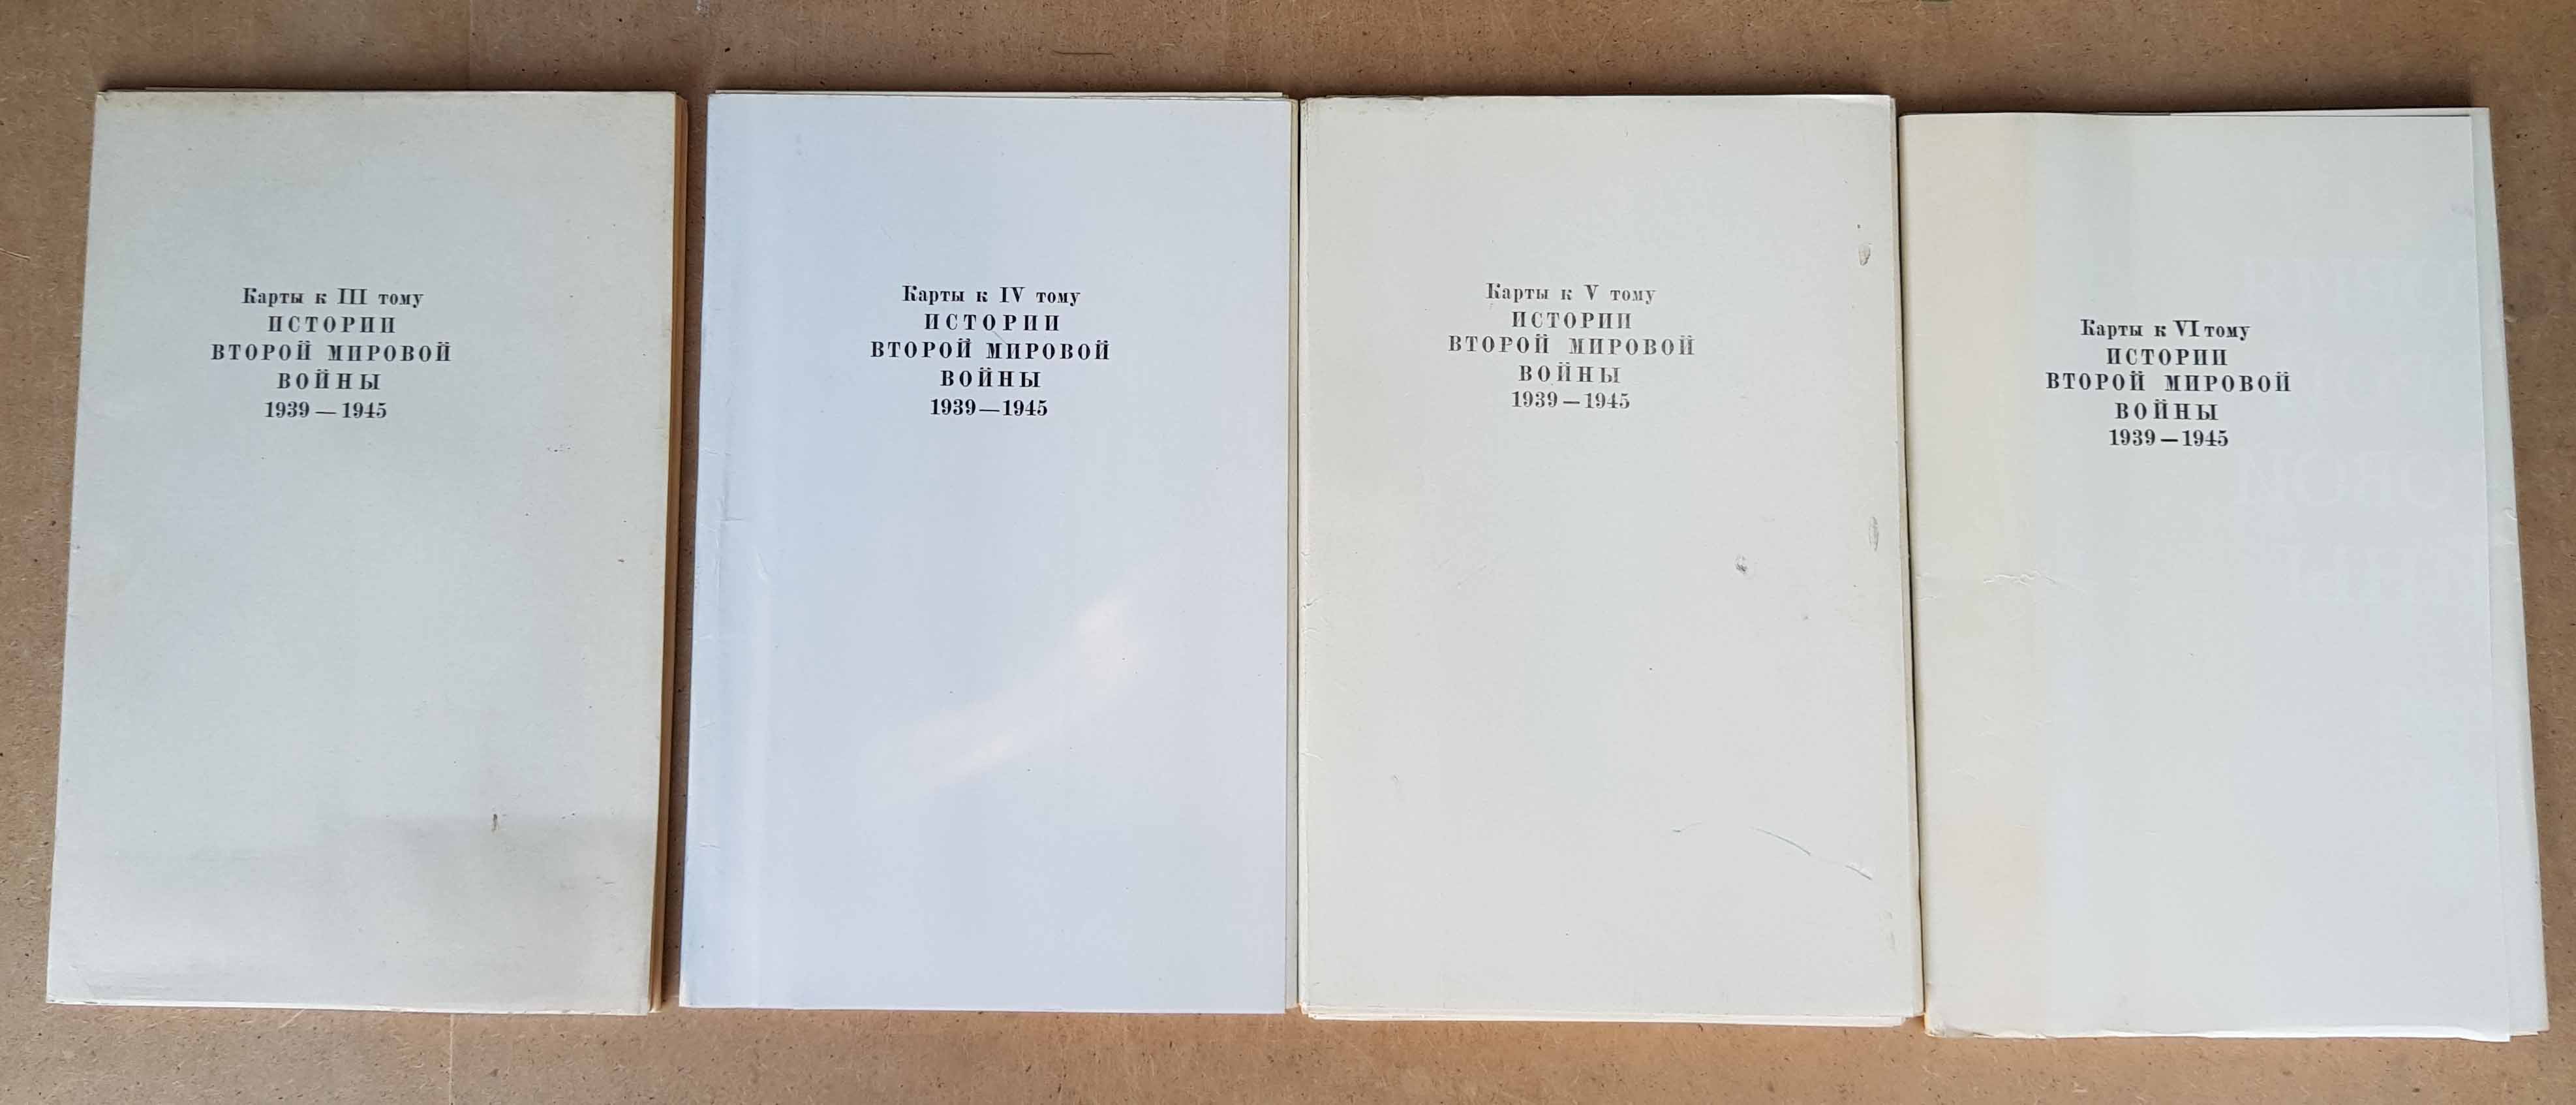 Карты к III тому
ИСТОРИИ
ВТОРОЙ МИРОВОЙ
ВОЙНЫ
1939 — 1945
Карты к IV тому
ИСТОРИИ
ВТОРОЙ МИРОВОЙ
ВОЙНЫ
1939—1945
Карты к V тому
ИСТОРИИ
ВТОРОЙ МИРОВОЙ
ВОЙНЫ
1939—1945
Карты к VI тому
ИСТОРИИ
ВТОРОЙ МИРОВОЙ
ВОЙНЫ
1939—1945